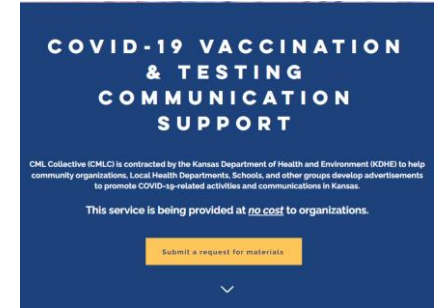 COVID-19 VACCINATION
& TESTING
COMMUNICATION
SUPPORT
CML Collective (CMLC) is contracted by the Kansas Department of Health and Environment (KDHE) to help
community organizations, Local Health Departments, Schools, and other groups develop advertisements
to promote COVID-19-related activities and communications in Kansas.
This service is being provided at no cost to organizations.
Submit a request for materials